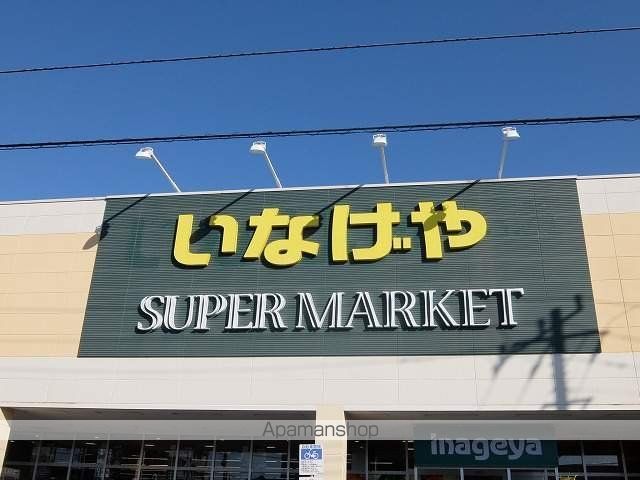 いなげや
SUPER MARKET
Apamanshop
inageya